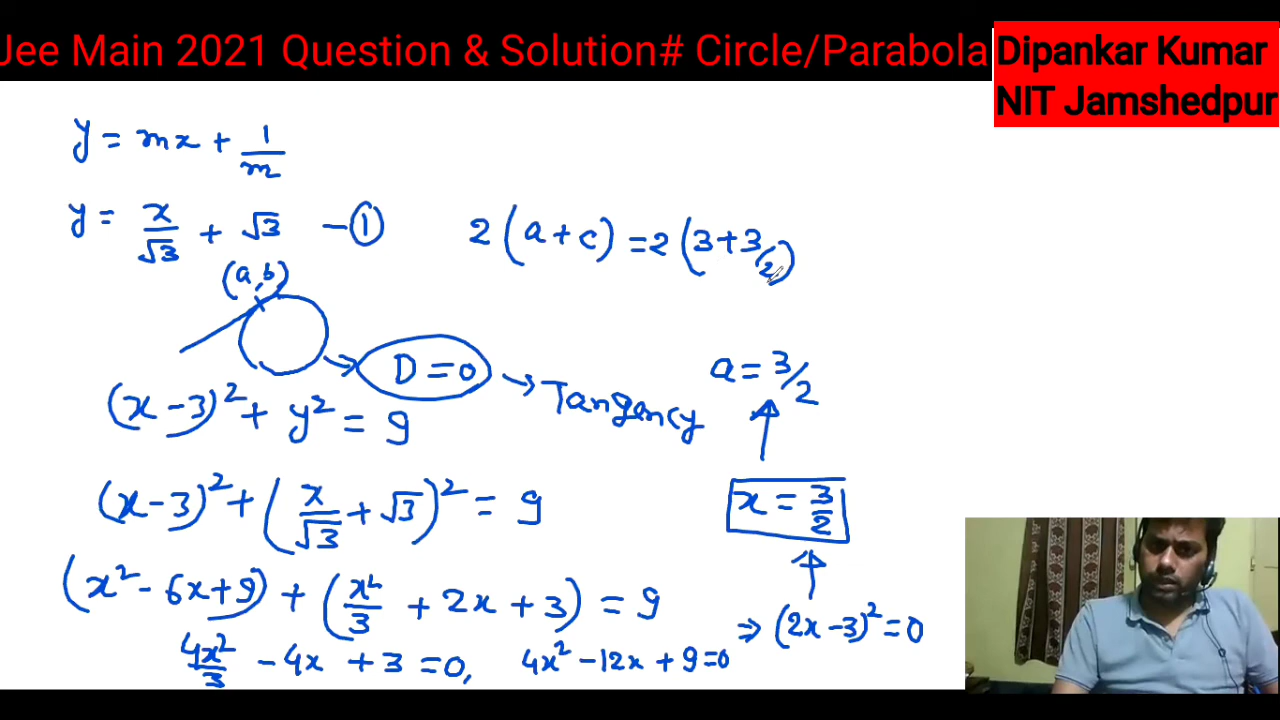 Jee Main 2021 Question & Solution# Circle/Parabola
Dipankar Kumar
NIT Jamshedpur
y = mx + 1/m
y = x/√3 + √3 —①
2(a+c) = 2(3+3/2)
(a,b)
D = 0 → Tangency
a = 3/2
(x-3)² + y² = 9
(x-3)² + (x/√3 + √3)² = 9
x = 3/2
(x² - 6x+9) + (x²/3 + 2x + 3) = 9
⇒ (2x-3)² = 0
4x²/3 - 4x + 3 = 0, 4x² - 12x + 9 = 0